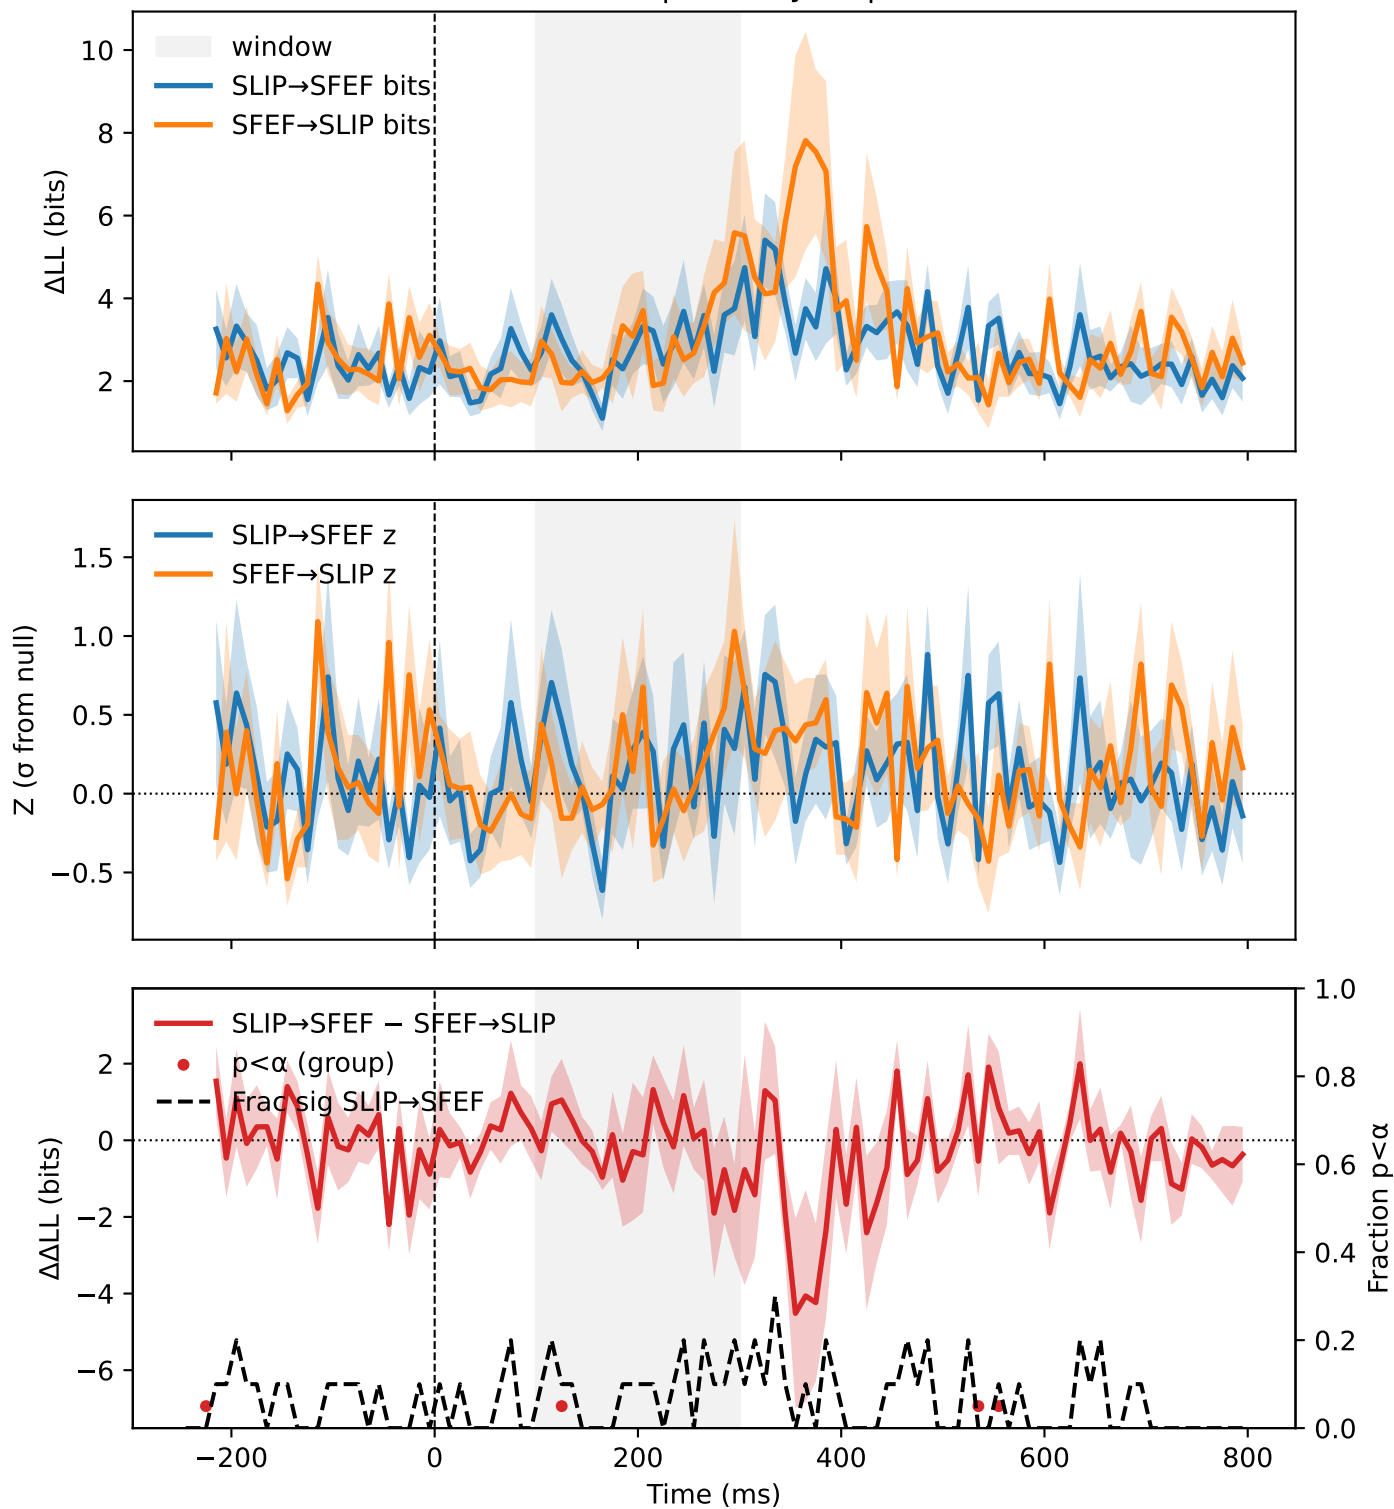 window
SLIP→SFEF bits
SFEF→SLIP bits
10
8
6
4
2
ΔLL (bits)
SLIP→SFEF z
SFEF→SLIP z
1.5
1.0
0.5
0.0
−0.5
Z (σ from null)
SLIP→SFEF − SFEF→SLIP
p<α (group)
Frac sig SLIP→SFEF
2
0
−2
−4
−6
ΔΔLL (bits)
1.0
0.8
0.6
0.4
0.2
0.0
Fraction p<α
−200 0 200 400 600 800
Time (ms)